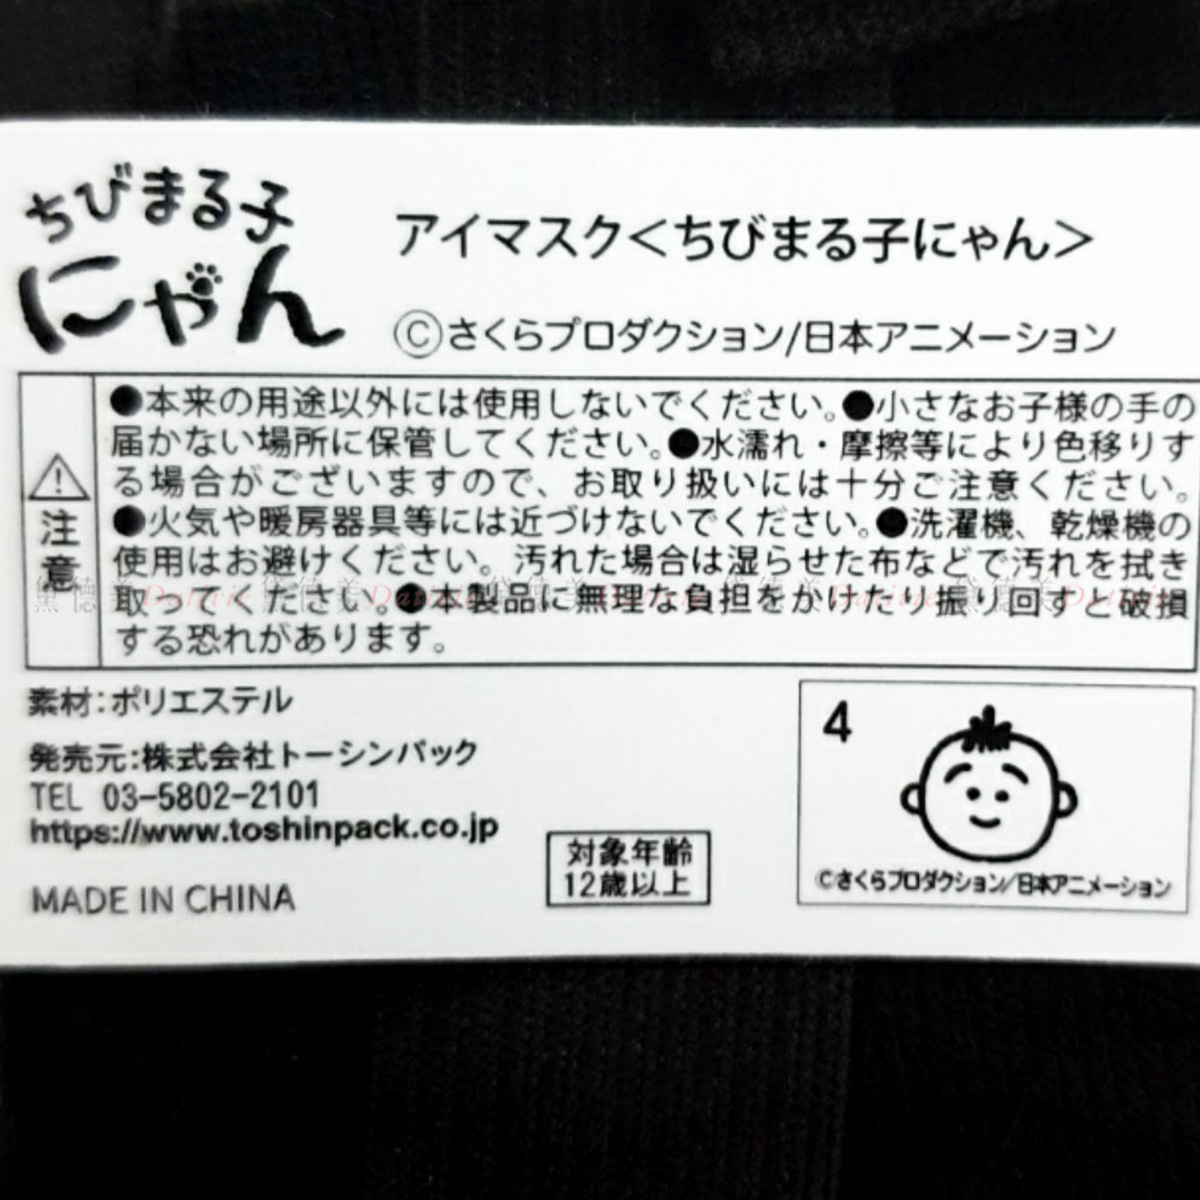 ちびまる子
にゃん
アイマスク<ちびまる子にゃん>
Ⓒさくらプロダクション/日本アニメーション
注意
●本来の用途以外には使用しないでください。●小さなお子様の手の
届かない場所に保管してください。●水濡れ・摩擦等により色移りす
る場合がございますので、お取り扱いには十分ご注意ください。
●火気や暖房器具等には近づけないでください。●洗濯機、乾燥機の
使用はお避けください。汚れた場合は湿らせた布などで汚れを拭き
取ってください。●本製品に無理な負担をかけたり振り回すと破損
する恐れがあります。
素材:ポリエステル
発売元:株式会社トーシンパック
TEL 03-5802-2101
https://www.toshinpack.co.jp
MADE IN CHINA
対象年齢
12歳以上
4
Ⓒさくらプロダクション/日本アニメーション